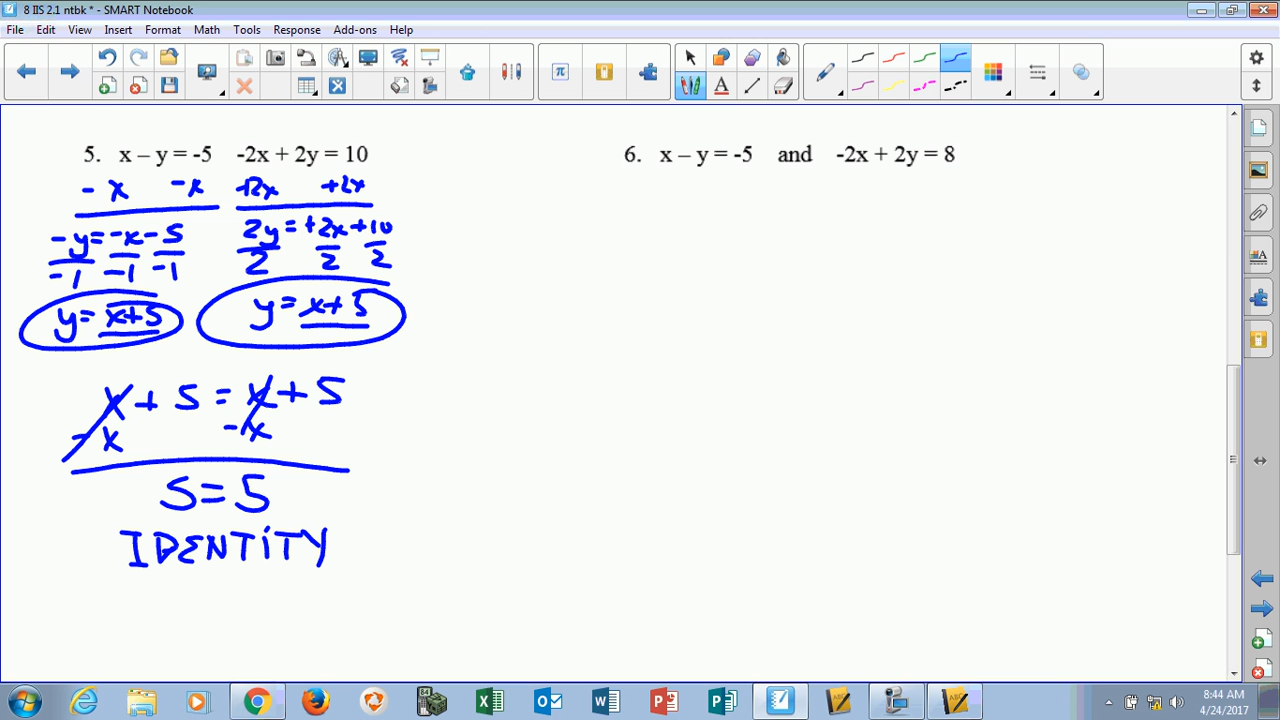 8 IIS 2.1 ntbk * - SMART Notebook
File Edit View Insert Format Math Tools Response Add-ons Help
5. x – y = -5 -2x + 2y = 10
- x -x +2x +2x
-y = -x - 5 2y = +2x + 10
-1 -1 -1 2 2 2
y = x+5 y = x+5
x + 5 = x + 5
- x - x
5 = 5
IDENTITY
6. x – y = -5 and -2x + 2y = 8
8:44 AM
4/24/2017